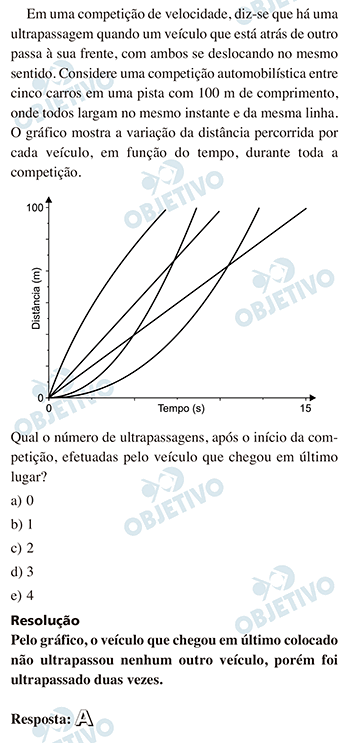 Em uma competição de velocidade, diz-se que há uma
ultrapassagem quando um veículo que está atrás de outro
passa à sua frente, com ambos se deslocando no mesmo
sentido. Considere uma competição automobilística entre
cinco carros em uma pista com 100 m de comprimento,
onde todos largam no mesmo instante e da mesma linha.
O gráfico mostra a variação da distância percorrida por
cada veículo, em função do tempo, durante toda a
competição.
100
Distância (m)
0
0
Tempo (s)
15
Qual o número de ultrapassagens, após o início da com-
petição, efetuadas pelo veículo que chegou em último
lugar?
a) 0
b) 1
c) 2
d) 3
e) 4
Resolução
Pelo gráfico, o veículo que chegou em último colocado
não ultrapassou nenhum outro veículo, porém foi
ultrapassado duas vezes.
Resposta: A
OBJETIVO
OBJETIVO
OBJETIVO
OBJETIVO
OBJETIVO
OBJETIVO